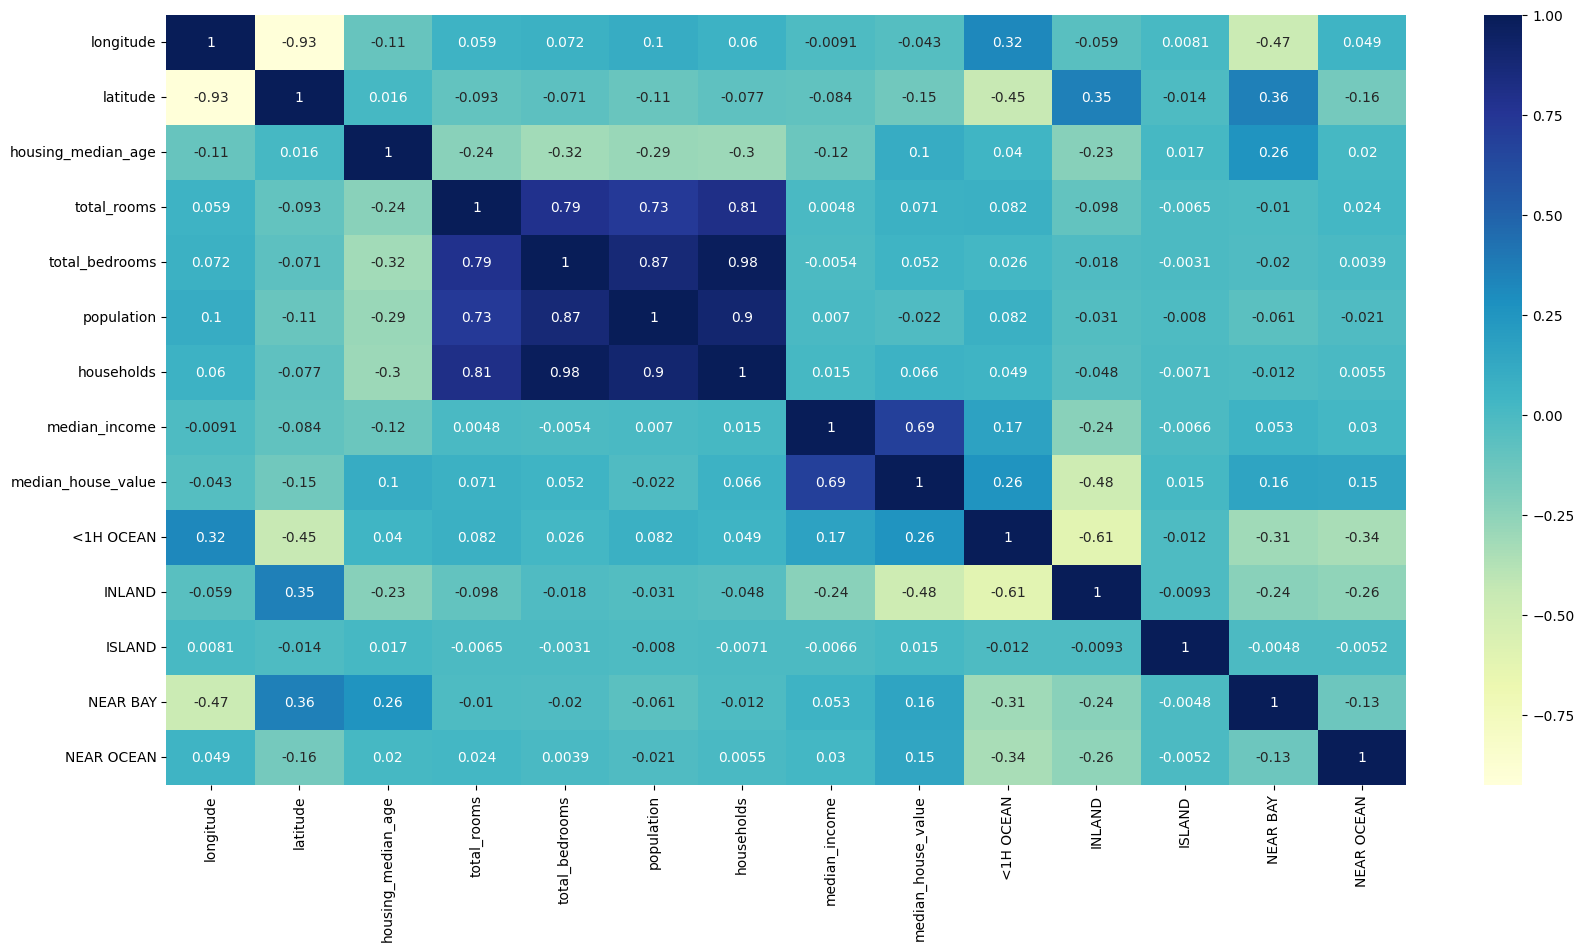 longitude 1 -0.93 -0.11 0.059 0.072 0.1 0.06 -0.0091 -0.043 0.32 -0.059 0.0081 -0.47 0.049
latitude -0.93 1 0.016 -0.093 -0.071 -0.11 -0.077 -0.084 -0.15 -0.45 0.35 -0.014 0.36 -0.16
housing_median_age -0.11 0.016 1 -0.24 -0.32 -0.29 -0.3 -0.12 0.1 0.04 -0.23 0.017 0.26 0.02
total_rooms 0.059 -0.093 -0.24 1 0.79 0.73 0.81 0.0048 0.071 0.082 -0.098 -0.0065 -0.01 0.024
total_bedrooms 0.072 -0.071 -0.32 0.79 1 0.87 0.98 -0.0054 0.052 0.026 -0.018 -0.0031 -0.02 0.0039
population 0.1 -0.11 -0.29 0.73 0.87 1 0.9 0.007 -0.022 0.082 -0.031 -0.008 -0.061 -0.021
households 0.06 -0.077 -0.3 0.81 0.98 0.9 1 0.015 0.066 0.049 -0.048 -0.0071 -0.012 0.0055
median_income -0.0091 -0.084 -0.12 0.0048 -0.0054 0.007 0.015 1 0.69 0.17 -0.24 -0.0066 0.053 0.03
median_house_value -0.043 -0.15 0.1 0.071 0.052 -0.022 0.066 0.69 1 0.26 -0.48 0.015 0.16 0.15
<1H OCEAN 0.32 -0.45 0.04 0.082 0.026 0.082 0.049 0.17 0.26 1 -0.61 -0.012 -0.31 -0.34
INLAND -0.059 0.35 -0.23 -0.098 -0.018 -0.031 -0.048 -0.24 -0.48 -0.61 1 -0.0093 -0.24 -0.26
ISLAND 0.0081 -0.014 0.017 -0.0065 -0.0031 -0.008 -0.0071 -0.0066 0.015 -0.012 -0.0093 1 -0.0048 -0.0052
NEAR BAY -0.47 0.36 0.26 -0.01 -0.02 -0.061 -0.012 0.053 0.16 -0.31 -0.24 -0.0048 1 -0.13
NEAR OCEAN 0.049 -0.16 0.02 0.024 0.0039 -0.021 0.0055 0.03 0.15 -0.34 -0.26 -0.0052 -0.13 1
longitude
latitude
housing_median_age
total_rooms
total_bedrooms
population
households
median_income
median_house_value
<1H OCEAN
INLAND
ISLAND
NEAR BAY
NEAR OCEAN
1.00
0.75
0.50
0.25
0.00
−0.25
−0.50
−0.75